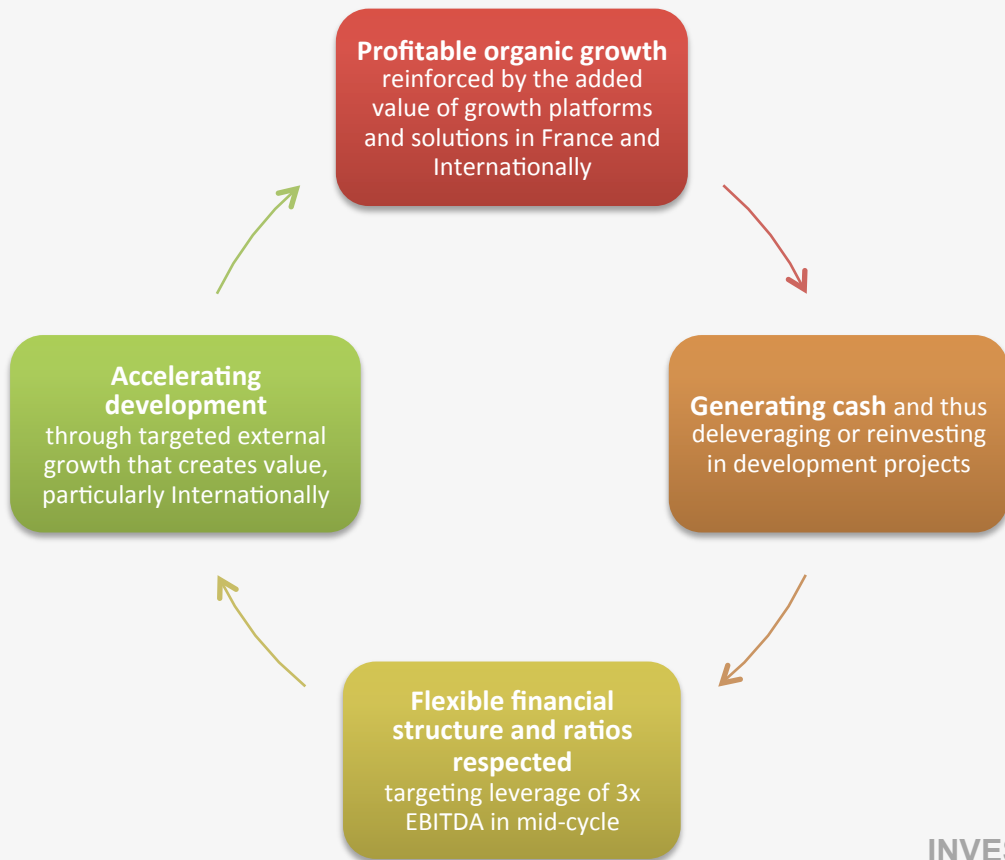 Profitable organic growth
reinforced by the added
value of growth platforms
and solutions in France and
Internationally
Generating cash and thus
deleveraging or reinvesting
in development projects
Flexible financial
structure and ratios
respected
targeting leverage of 3x
EBITDA in mid-cycle
Accelerating
development
through targeted external
growth that creates value,
particularly Internationally